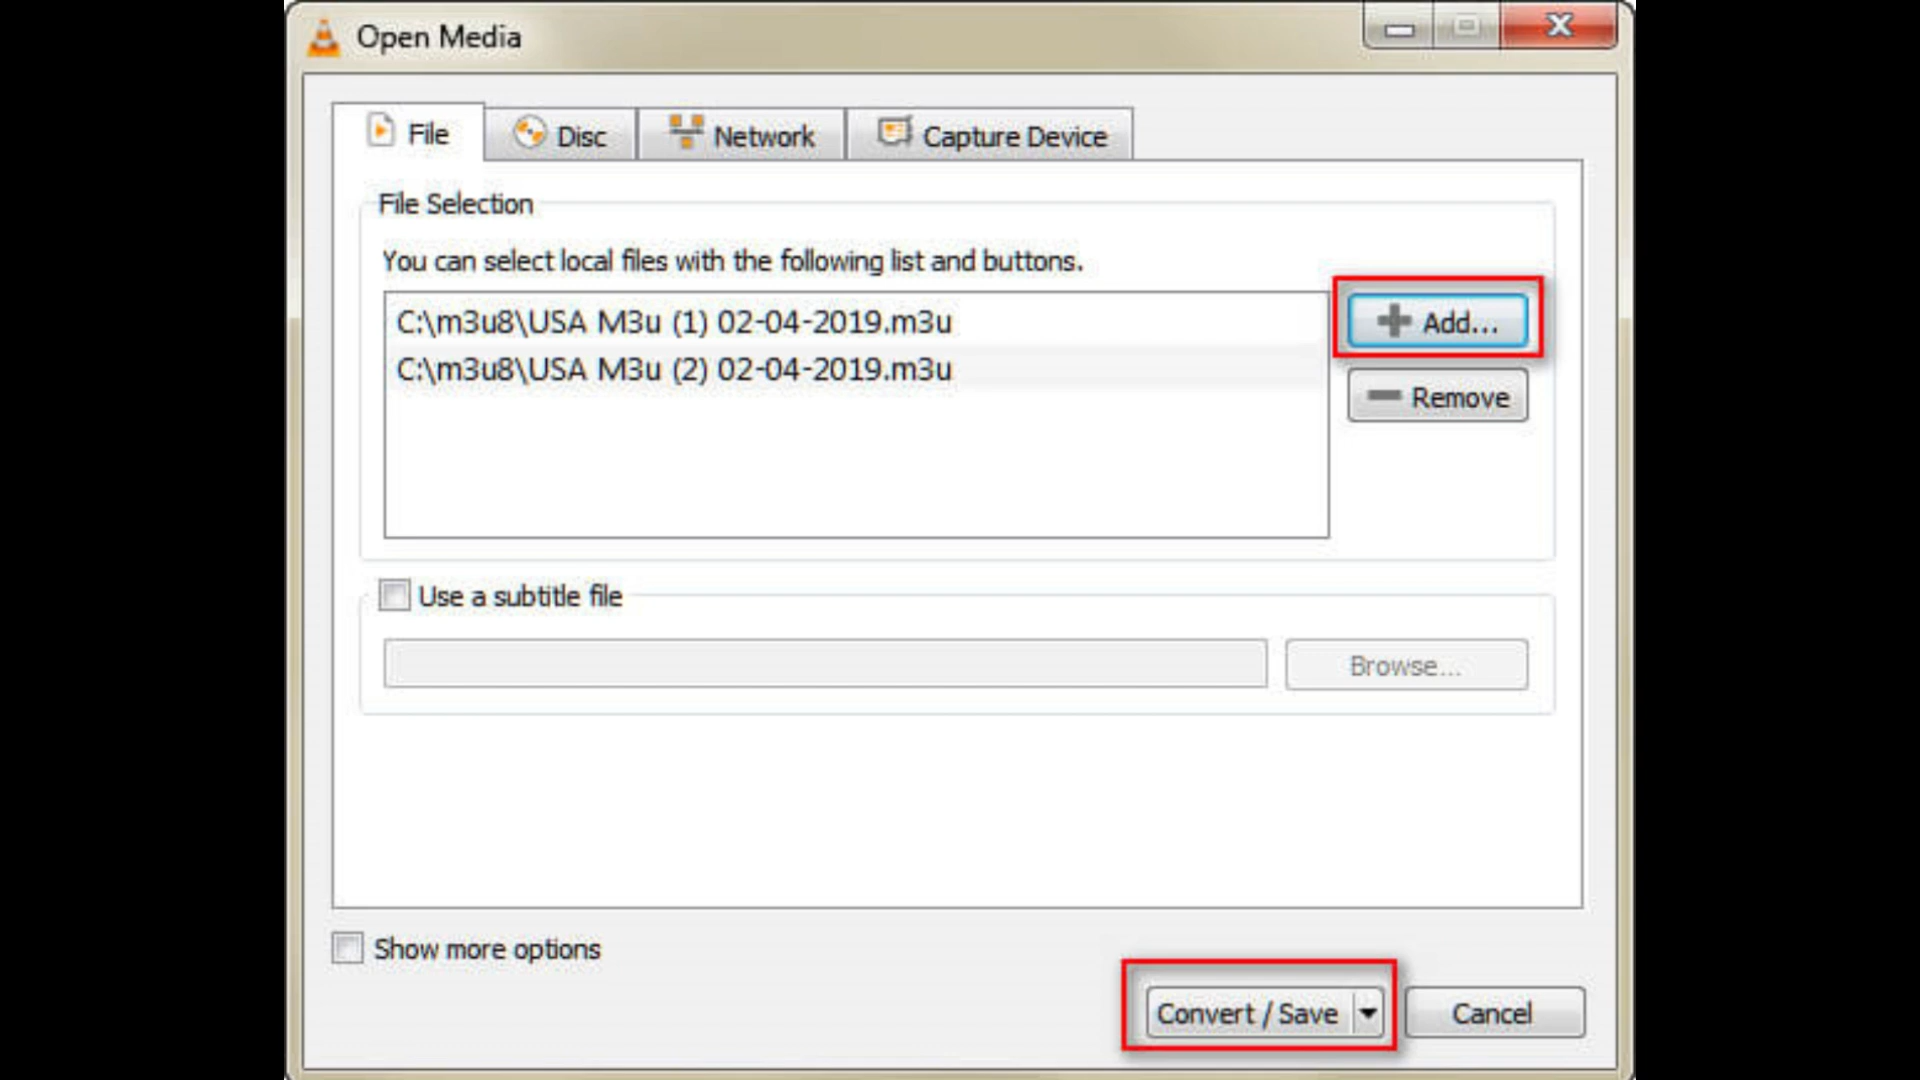 Open Media
File
Disc
Network
Capture Device
File Selection
You can select local files with the following list and buttons.
C:\m3u8\USA M3u (1) 02-04-2019.m3u
C:\m3u8\USA M3u (2) 02-04-2019.m3u
Add...
Remove
Use a subtitle file
Browse...
Show more options
Convert / Save
Cancel